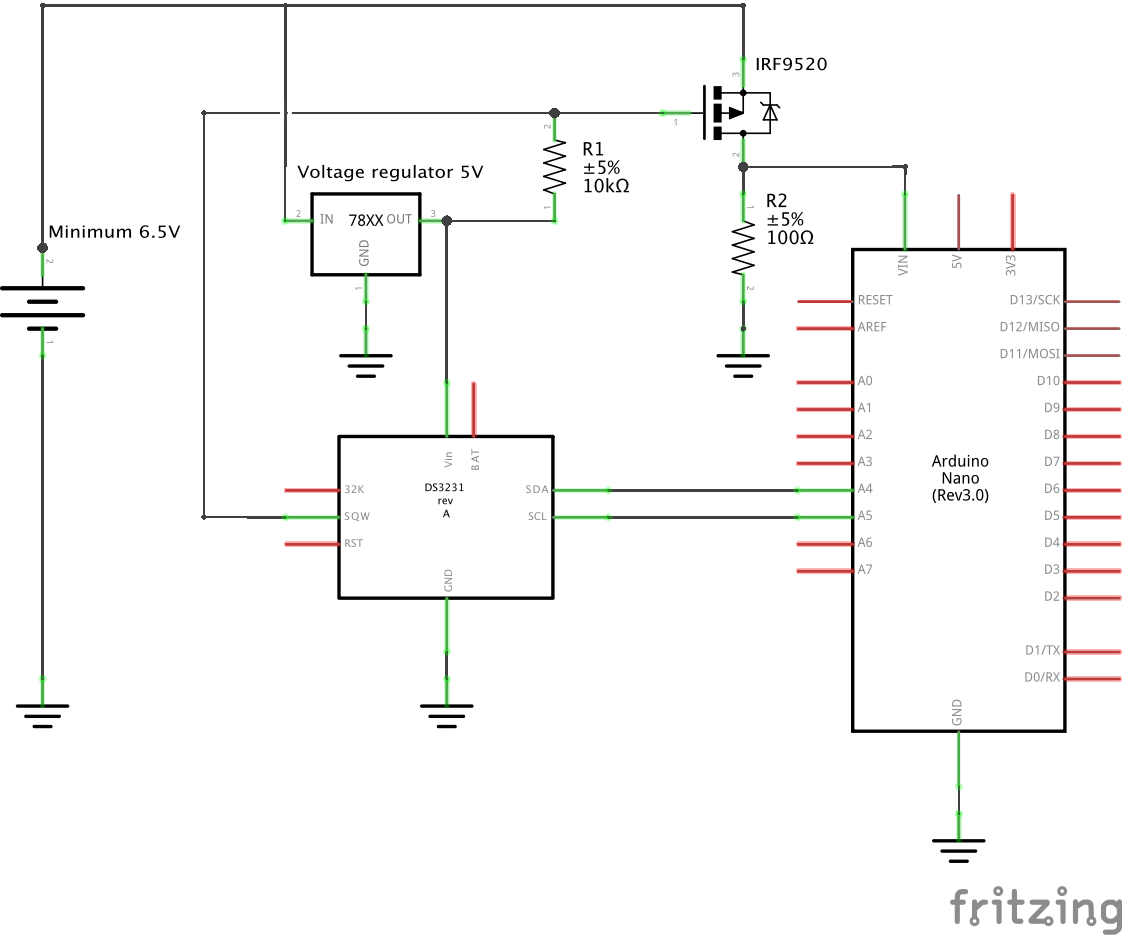 IRF9520
3
1
2
2
R1
±5%
10kΩ
1
Voltage regulator 5V
2
IN
78XX
OUT
3
GND
1
R2
±5%
100Ω
1
2
Minimum 6.5V
2
1
VIN
5V
3V3
RESET
AREF
A0
A1
A2
A3
A4
A5
A6
A7
D13/SCK
D12/MISO
D11/MOSI
D10
D9
D8
D7
D6
D5
D4
D3
D2
D1/TX
D0/RX
Arduino
Nano
(Rev3.0)
GND
Vin
BAT
DS3231
rev
A
32K
SQW
RST
SDA
SCL
GND
fritzing